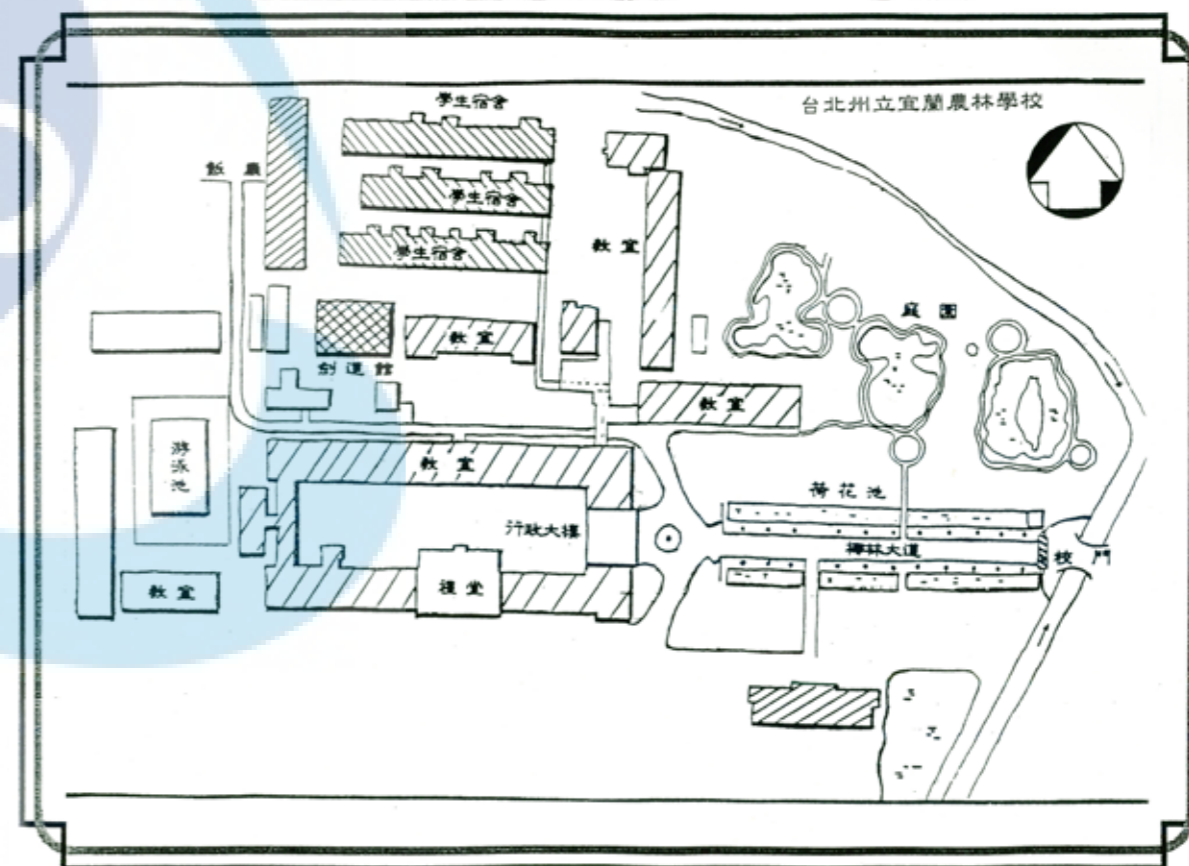 台北州立宜蘭農林學校
學生宿舍
飯廳
學生宿舍
教室
學生宿舍
庭園
教室
劍道館
教室
游泳池
教室
荷花池
行政大樓
椰林大道
校門
教室
禮堂